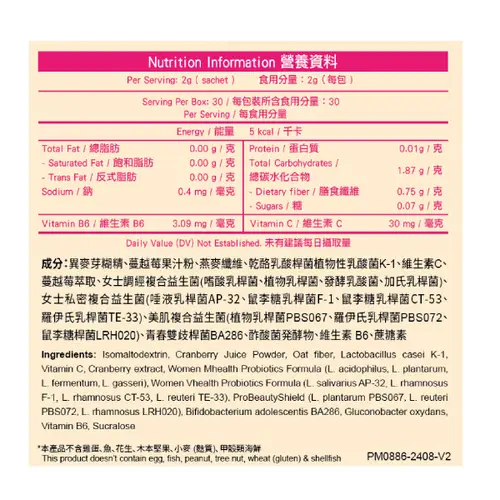 Nutrition Information 營養資料
Per Serving: 2g ( sachet )　食用分量：2g ( 每包 )
Serving Per Box: 30 / 每包裝所含食用分量：30
Per Serving / 每食用分量
Energy / 能量　5 kcal / 千卡
Total Fat / 總脂肪　0.00 g / 克　Protein / 蛋白質　0.01g / 克
- Saturated Fat / 飽和脂肪　0.00 g / 克　Total Carbohydrates / 總碳水化合物　1.87 g / 克
- Trans Fat / 反式脂肪　0.00 g / 克
Sodium / 鈉　0.4 mg / 毫克　- Dietary fiber / 膳食纖維　0.75 g / 克
- Sugars / 糖　0.07 g / 克
Vitamin B6 / 維生素 B6　3.09 mg / 毫克　Vitamin C / 維生素 C　30 mg / 毫克
Daily Value (DV) Not Established. 未有建議每日攝取量
成分：異麥芽糊精、蔓越莓果汁粉、燕麥纖維、乾酪乳酸桿菌植物性乳酸菌K-1、維生素C、
蔓越莓萃取、女士調經複合益生菌(嗜酸乳桿菌、植物乳桿菌、發酵乳酸菌、加氏乳桿菌)、
女士私密複合益生菌(唾液乳桿菌AP-32、鼠李糖乳桿菌F-1、鼠李糖乳桿菌CT-53、
羅伊氏乳桿菌TE-33)、美肌複合益生菌(植物乳桿菌PBS067、羅伊氏乳桿菌PBS072、
鼠李糖桿菌LRH020)、青春雙歧桿菌BA286、酢酸菌発酵物、維生素 B6、蔗糖素
Ingredients: Isomaltodextrin, Cranberry Juice Powder, Oat fiber, Lactobacillus casei K-1,
Vitamin C, Cranberry extract, Women Mhealth Probiotics Formula (L. acidophilus, L. plantarum,
L. fermentum, L. gasseri), Women Vhealth Probiotics Formula (L. salivarius AP-32, L. rhamnosus
F-1, L. rhamnosus CT-53, L. reuteri TE-33). ProBeautyShield (L. plantarum PBS067, L. reuteri
PBS072, L. rhamnosus LRH020), Bifidobacterium adolescentis BA286, Gluconobacter oxydans,
Vitamin B6, Sucralose
*本產品不含雞蛋、魚、花生、木本堅果、小麥 (麩質)、甲殼類海鮮
This product doesn't contain egg, fish, peanut, tree nut, wheat (gluten) & shellfish
PM0886-2408-V2